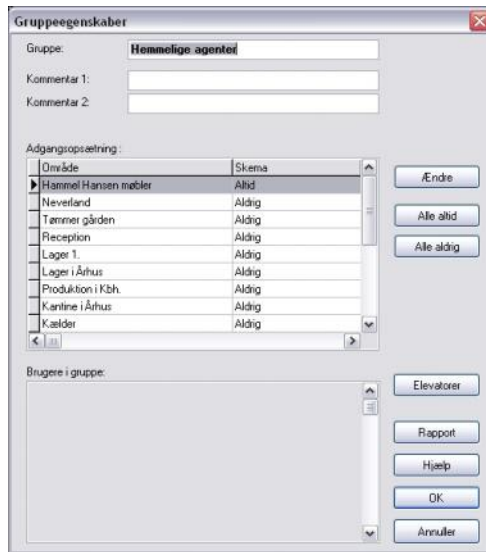 Gruppeegenskaber
Gruppe: Hemmelige agenter
Kommentar 1:
Kommentar 2:
Adgangsopsætning :
Område Skema
Hammel Hansen møbler Altid
Ændre
Neverland Aldrig
Tømmer gården Aldrig
Alle altid
Reception Aldrig
Lager 1. Aldrig
Alle aldrig
Lager i Århus Aldrig
Produktion i Kbh. Aldrig
Kantine i Århus Aldrig
Kælder Aldrig
Brugere i gruppe:
Elevatorer
Rapport
Hjælp
OK
Annuller